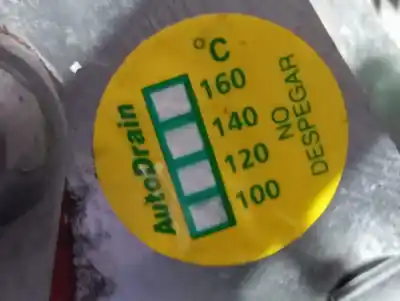 °C
160
140
120
100
AutoDrain
NO
DESPEGAR